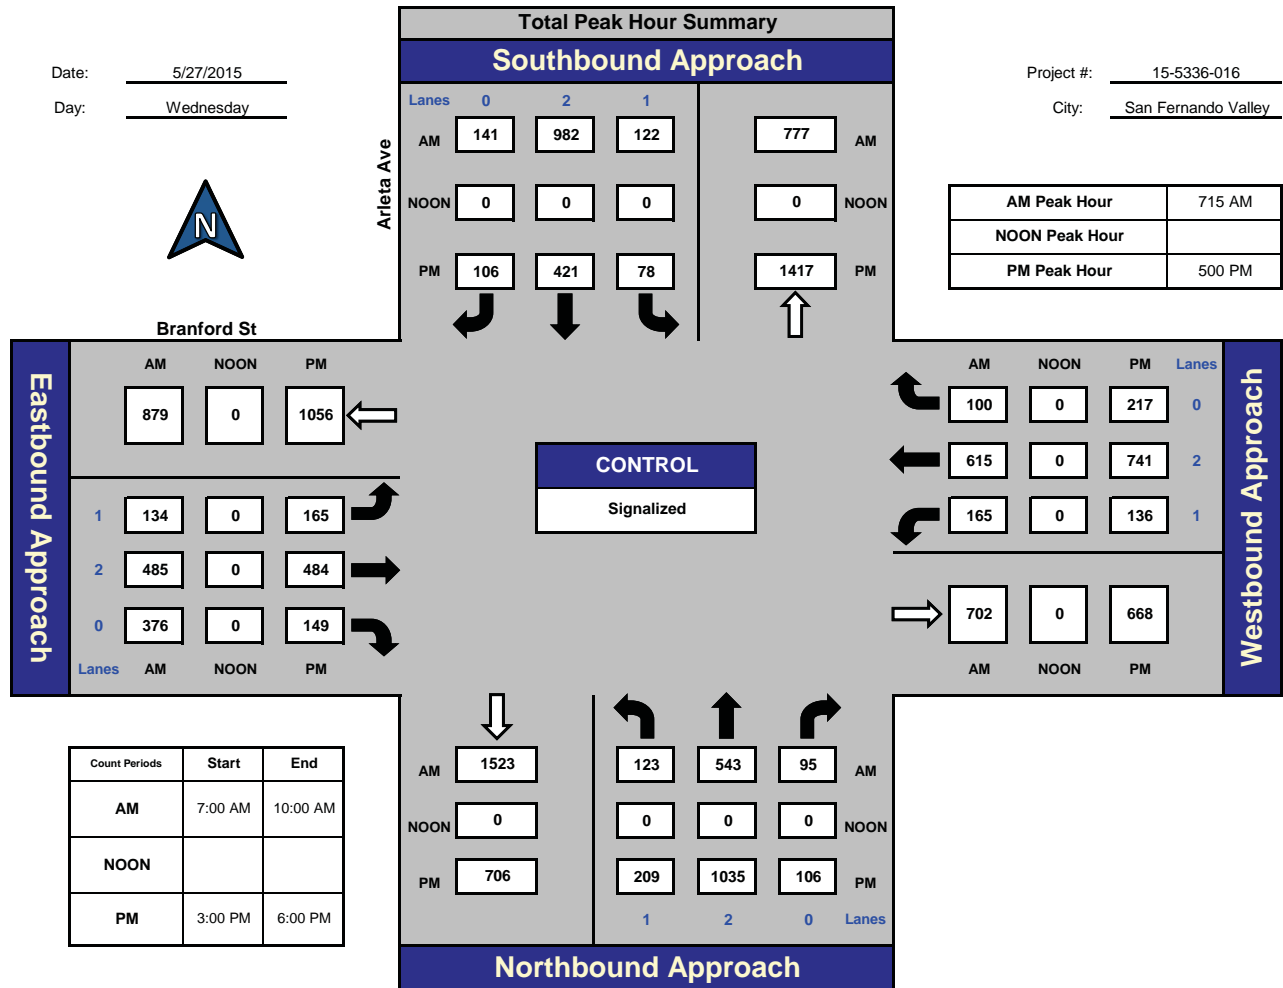 Total Peak Hour Summary
Southbound Approach
Date: 5/27/2015
Day: Wednesday
Project #: 15-5336-016
City: San Fernando Valley
N
Arleta Ave
Lanes 0 2 1
AM 141 982 122 777 AM
NOON 0 0 0 0 NOON
PM 106 421 78 1417 PM
AM Peak Hour 715 AM
NOON Peak Hour
PM Peak Hour 500 PM
Branford St
Eastbound Approach
AM NOON PM
879 0 1056
1 134 0 165
2 485 0 484
0 376 0 149
Lanes AM NOON PM
CONTROL
Signalized
AM NOON PM Lanes
100 0 217 0
615 0 741 2
165 0 136 1
702 0 668
AM NOON PM
Westbound Approach
Count Periods Start End
AM 7:00 AM 10:00 AM
NOON
PM 3:00 PM 6:00 PM
AM 1523 123 543 95 AM
NOON 0 0 0 0 NOON
PM 706 209 1035 106 PM
1 2 0 Lanes
Northbound Approach